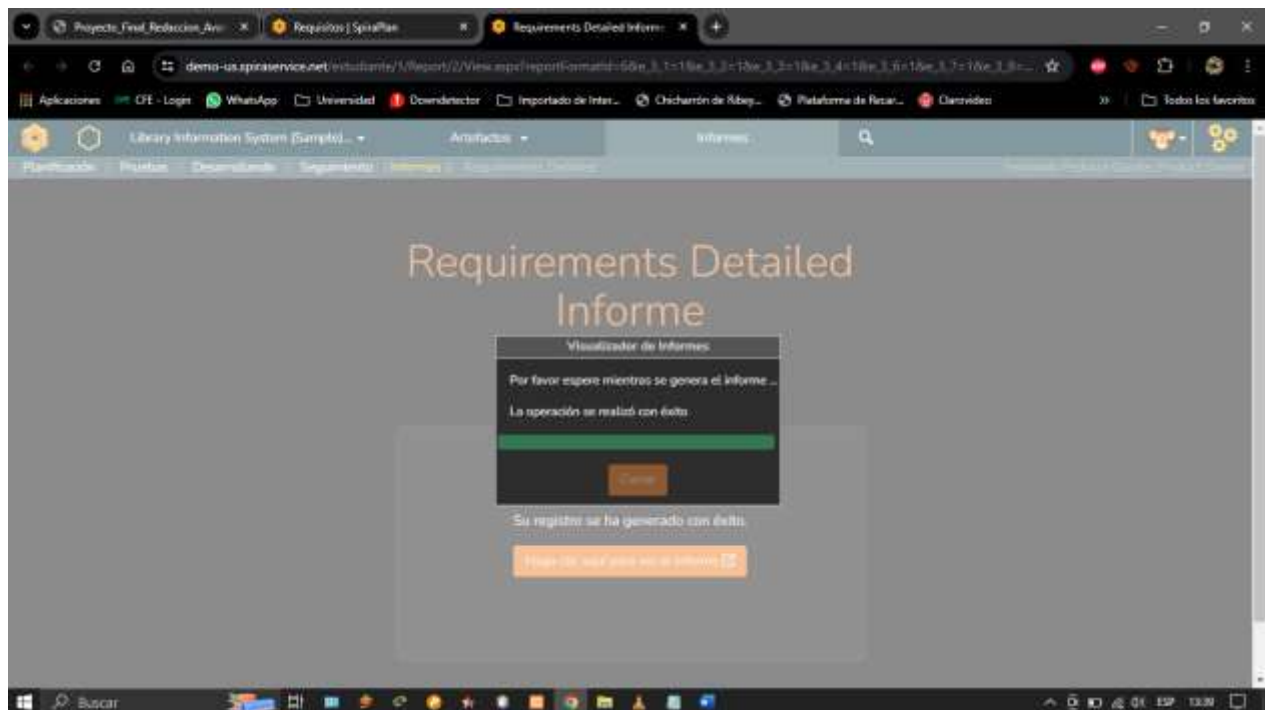 Requisitos | SpiraPlan
Requirements Detailed Informe
demo-us.spiraservice.net
Aplicaciones
CFE - Login
WhatsApp
Universidad
Downdetector
Importado de Inter...
Chicharrón de Ribey...
Plataforma de Recar...
Clarovideo
Todos los favoritos
Library Information System (Sample)...
Artefactos
Informes
Planificación
Pruebas
Desarrollando
Seguimiento
Informes
Requirements Detailed
Informe
Visualizador de Informes
Por favor espere mientras se genera el informe ...
La operación se realizó con éxito
Cerrar
Su registro se ha generado con éxito.
Haga clic aquí para ver el informe
Buscar
ESP